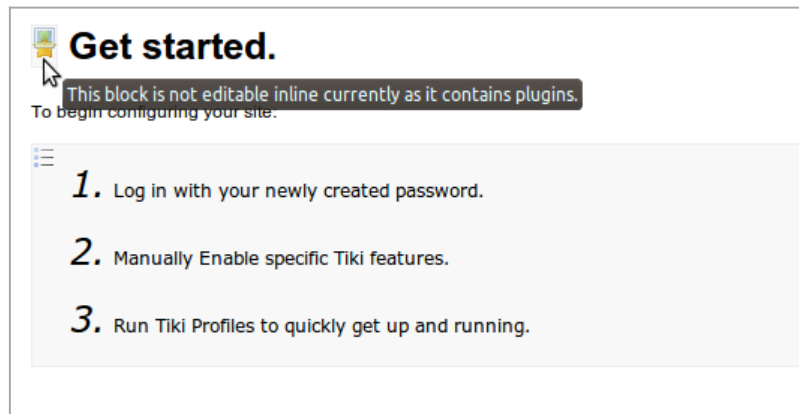 Get started.
This block is not editable inline currently as it contains plugins.
To begin configuring your site:
1. Log in with your newly created password.
2. Manually Enable specific Tiki features.
3. Run Tiki Profiles to quickly get up and running.